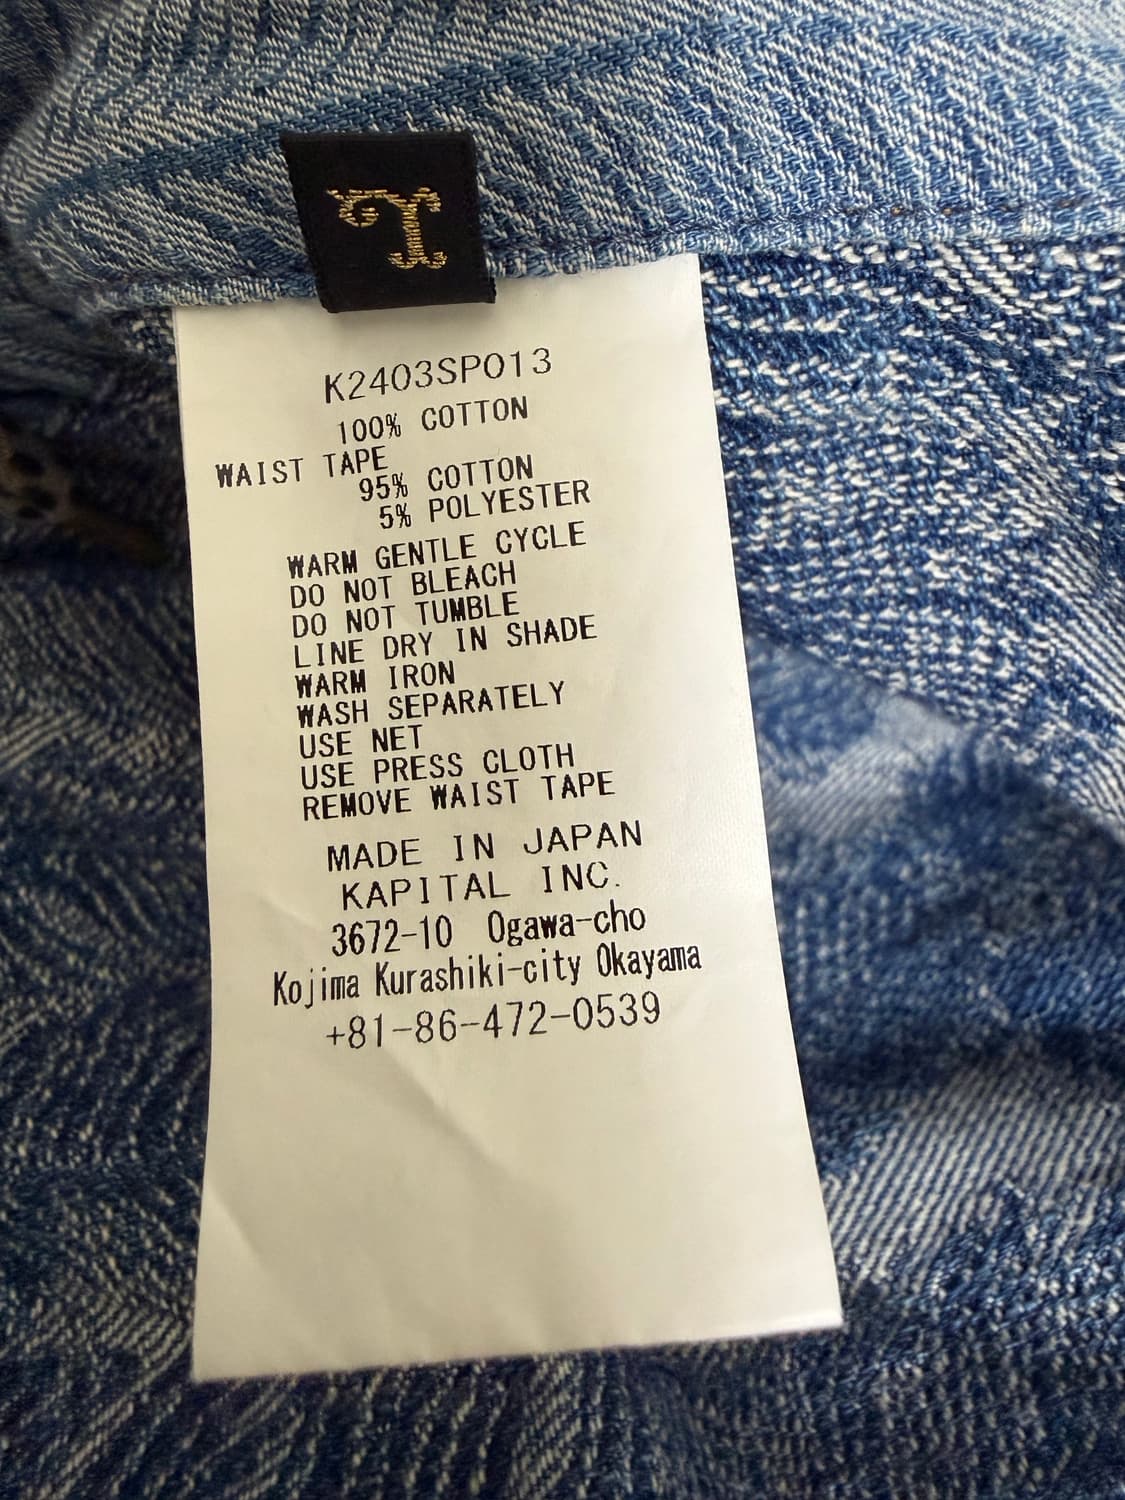 K2403SP013
100% COTTON
WAIST TAPE
95% COTTON
5% POLYESTER
WARM GENTLE CYCLE
DO NOT BLEACH
DO NOT TUMBLE
LINE DRY IN SHADE
WARM IRON
WASH SEPARATELY
USE NET
USE PRESS CLOTH
REMOVE WAIST TAPE
MADE IN JAPAN
KAPITAL INC.
3672-10 Ogawa-cho
Kojima Kurashiki-city Okayama
+81-86-472-0539